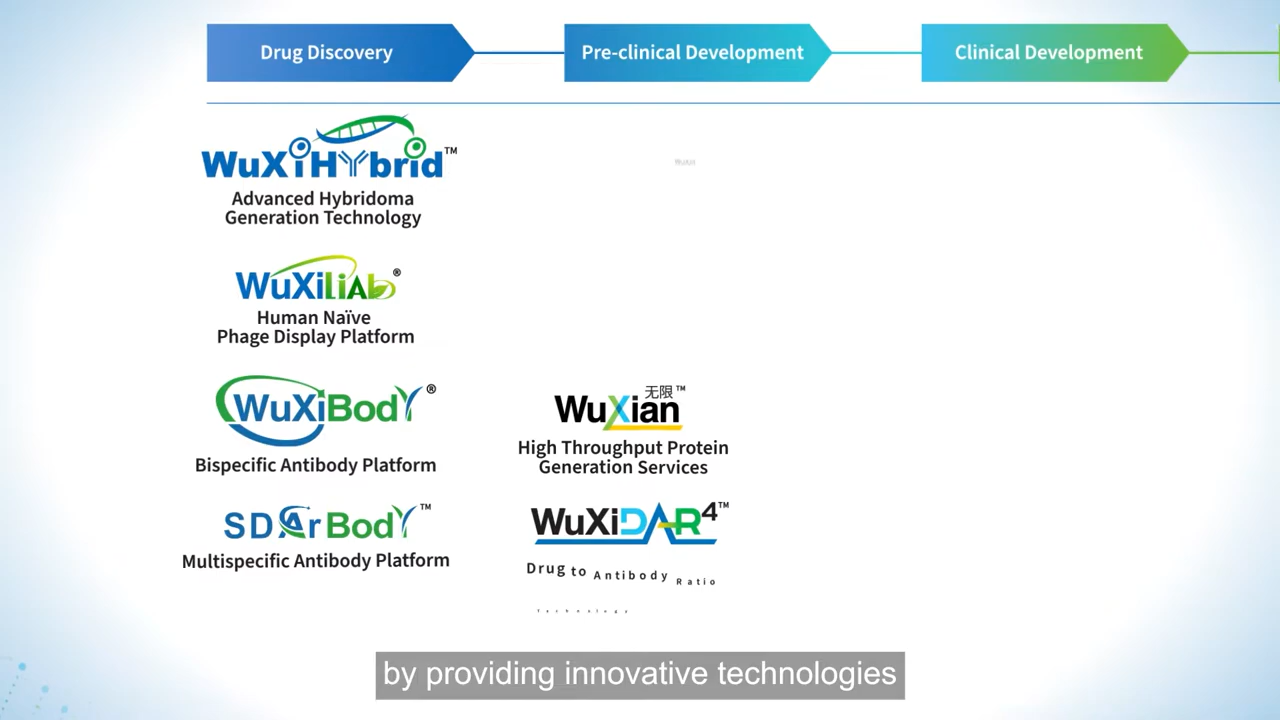 Drug Discovery
Pre-clinical Development
Clinical Development
WuXiHYbrid™
Advanced Hybridoma
Generation Technology
WuXiLiAb®
Human Naïve
Phage Display Platform
WuXiBodY®
Bispecific Antibody Platform
SDArBodY™
Multispecific Antibody Platform
无限™
WuXian
High Throughput Protein
Generation Services
WuXiDAR4™
Drug to Antibody Ratio
Technology
by providing innovative technologies